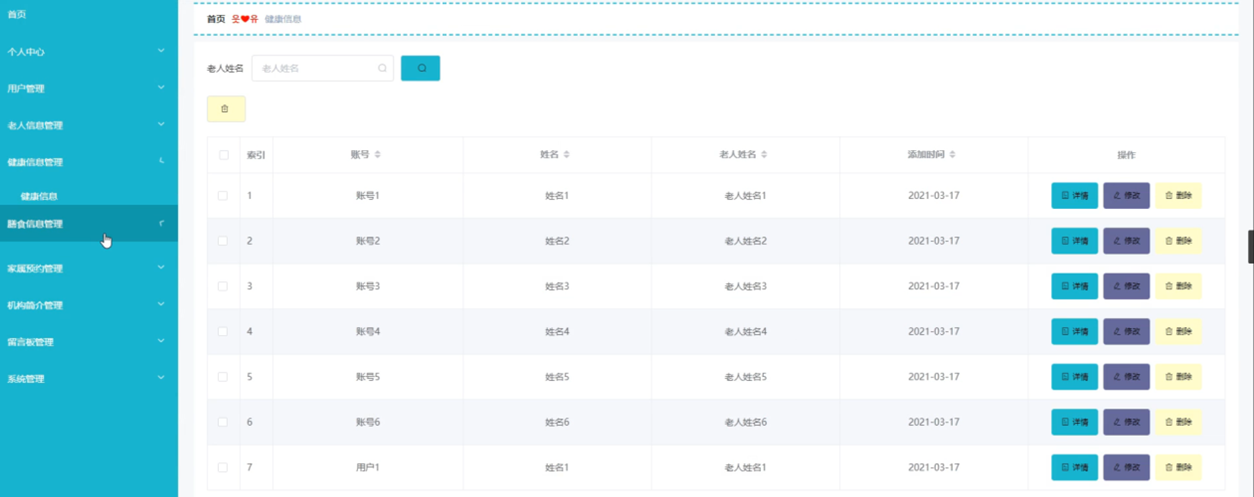 首页
个人中心
用户管理
老人信息管理
健康信息管理
健康信息
膳食信息管理
家属预约管理
机构简介管理
留言板管理
系统管理
首页 웃❤유 健康信息
老人姓名 老人姓名
索引 账号 姓名 老人姓名 添加时间 操作
1 账号1 姓名1 老人姓名1 2021-03-17 详情 修改 删除
2 账号2 姓名2 老人姓名2 2021-03-17 详情 修改 删除
3 账号3 姓名3 老人姓名3 2021-03-17 详情 修改 删除
4 账号4 姓名4 老人姓名4 2021-03-17 详情 修改 删除
5 账号5 姓名5 老人姓名5 2021-03-17 详情 修改 删除
6 账号6 姓名6 老人姓名6 2021-03-17 详情 修改 删除
7 用户1 姓名1 老人姓名1 2021-03-17 详情 修改 删除